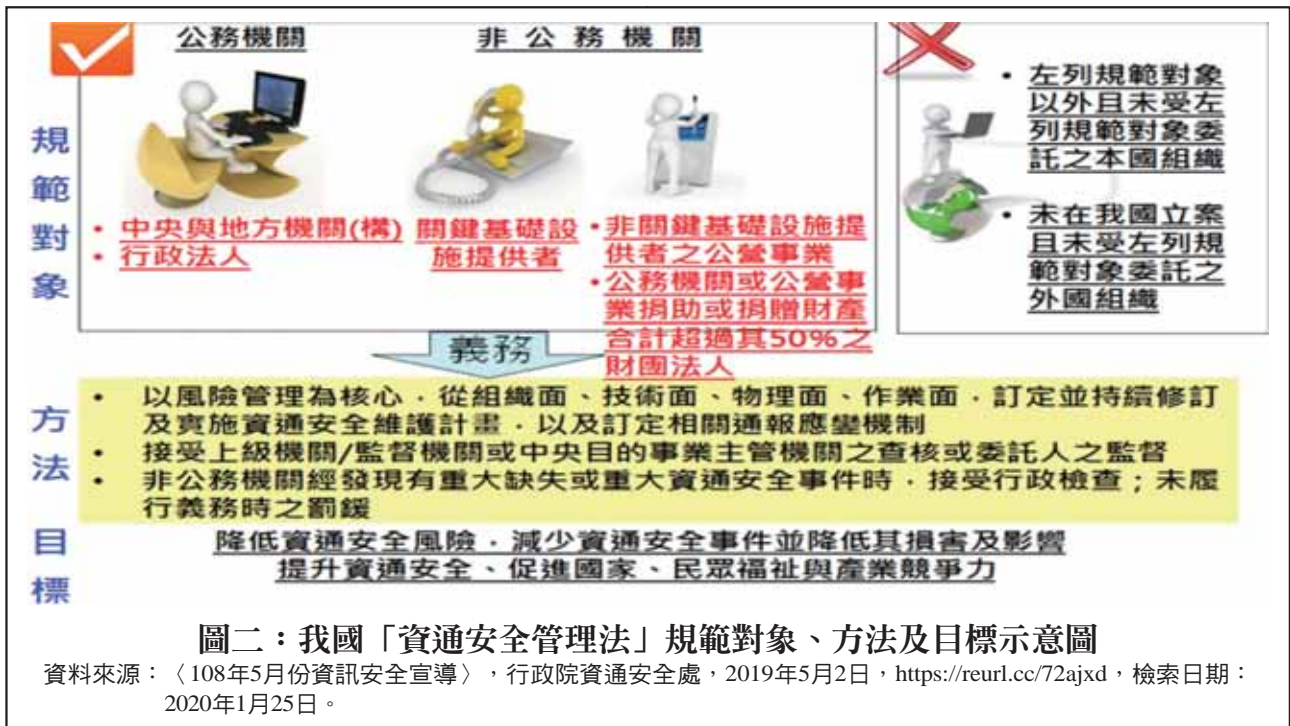 公務機關
非公務機關
規範對象
• 中央與地方機關(構)
• 行政法人
關鍵基礎設
施提供者
• 非關鍵基礎設施提
供者之公營事業
• 公務機關或公營事
業捐助或捐贈財產
合計超過其50%之
財團法人
• 左列規範對象
以外且未受左
列規範對象委
託之本國組織
• 未在我國立案
且未受左列規
範對象委託之
外國組織
義務
方法
• 以風險管理為核心，從組織面、技術面、物理面、作業面，訂定並持續修訂
及實施資通安全維護計畫，以及訂定相關通報應變機制
• 接受上級機關/監督機關或中央目的事業主管機關之查核或委託人之監督
• 非公務機關經發現有重大缺失或重大資通安全事件時，接受行政檢查；未履
行義務時之罰鍰
目標
降低資通安全風險，減少資通安全事件並降低其損害及影響
提升資通安全、促進國家、民眾福祉與產業競爭力
圖二：我國「資通安全管理法」規範對象、方法及目標示意圖
資料來源：〈108年5月份資訊安全宣導〉，行政院資通安全處，2019年5月2日，https://reurl.cc/72ajxd，檢索日期：
2020年1月25日。